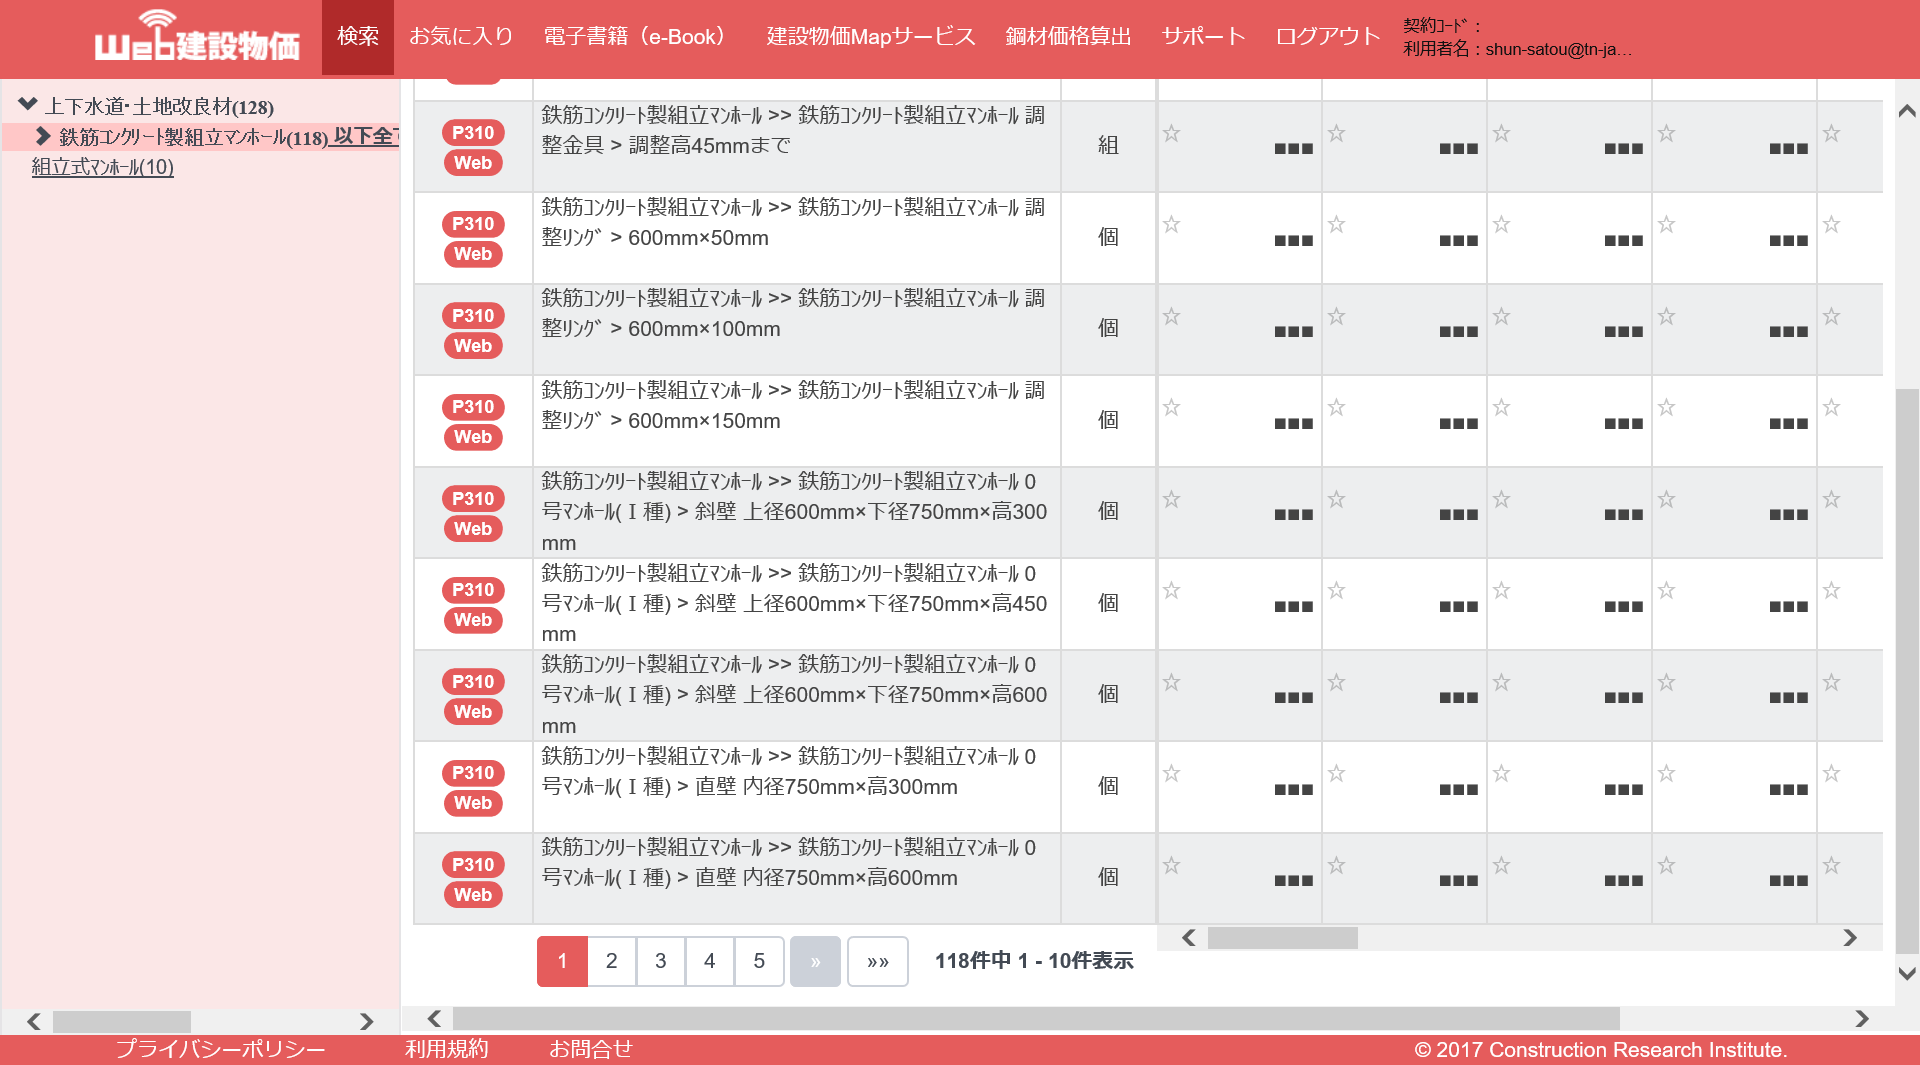 Web建設物価
検索
お気に入り
電子書籍（e-Book）
建設物価Mapサービス
鋼材価格算出
サポート
ログアウト
契約ｺｰﾄﾞ：
利用者名：shun-satou@tn-ja…
上下水道･土地改良材(128)
鉄筋ｺﾝｸﾘｰﾄ製組立ﾏﾝﾎｰﾙ(118) 以下全て
組立式ﾏﾝﾎｰﾙ(10)
P310
Web
鉄筋ｺﾝｸﾘｰﾄ製組立ﾏﾝﾎｰﾙ >> 鉄筋ｺﾝｸﾘｰﾄ製組立ﾏﾝﾎｰﾙ 調
整金具 > 調整高45mmまで
組
☆ ■■■ ☆ ■■■ ☆ ■■■ ☆ ■■■ ☆
P310
Web
鉄筋ｺﾝｸﾘｰﾄ製組立ﾏﾝﾎｰﾙ >> 鉄筋ｺﾝｸﾘｰﾄ製組立ﾏﾝﾎｰﾙ 調
整ﾘﾝｸﾞ > 600mm×50mm
個
☆ ■■■ ☆ ■■■ ☆ ■■■ ☆ ■■■ ☆
P310
Web
鉄筋ｺﾝｸﾘｰﾄ製組立ﾏﾝﾎｰﾙ >> 鉄筋ｺﾝｸﾘｰﾄ製組立ﾏﾝﾎｰﾙ 調
整ﾘﾝｸﾞ > 600mm×100mm
個
☆ ■■■ ☆ ■■■ ☆ ■■■ ☆ ■■■ ☆
P310
Web
鉄筋ｺﾝｸﾘｰﾄ製組立ﾏﾝﾎｰﾙ >> 鉄筋ｺﾝｸﾘｰﾄ製組立ﾏﾝﾎｰﾙ 調
整ﾘﾝｸﾞ > 600mm×150mm
個
☆ ■■■ ☆ ■■■ ☆ ■■■ ☆ ■■■ ☆
P310
Web
鉄筋ｺﾝｸﾘｰﾄ製組立ﾏﾝﾎｰﾙ >> 鉄筋ｺﾝｸﾘｰﾄ製組立ﾏﾝﾎｰﾙ 0
号ﾏﾝﾎｰﾙ(Ⅰ種) > 斜壁 上径600mm×下径750mm×高300
mm
個
☆ ■■■ ☆ ■■■ ☆ ■■■ ☆ ■■■ ☆
P310
Web
鉄筋ｺﾝｸﾘｰﾄ製組立ﾏﾝﾎｰﾙ >> 鉄筋ｺﾝｸﾘｰﾄ製組立ﾏﾝﾎｰﾙ 0
号ﾏﾝﾎｰﾙ(Ⅰ種) > 斜壁 上径600mm×下径750mm×高450
mm
個
☆ ■■■ ☆ ■■■ ☆ ■■■ ☆ ■■■ ☆
P310
Web
鉄筋ｺﾝｸﾘｰﾄ製組立ﾏﾝﾎｰﾙ >> 鉄筋ｺﾝｸﾘｰﾄ製組立ﾏﾝﾎｰﾙ 0
号ﾏﾝﾎｰﾙ(Ⅰ種) > 斜壁 上径600mm×下径750mm×高600
mm
個
☆ ■■■ ☆ ■■■ ☆ ■■■ ☆ ■■■ ☆
P310
Web
鉄筋ｺﾝｸﾘｰﾄ製組立ﾏﾝﾎｰﾙ >> 鉄筋ｺﾝｸﾘｰﾄ製組立ﾏﾝﾎｰﾙ 0
号ﾏﾝﾎｰﾙ(Ⅰ種) > 直壁 内径750mm×高300mm
個
☆ ■■■ ☆ ■■■ ☆ ■■■ ☆ ■■■ ☆
P310
Web
鉄筋ｺﾝｸﾘｰﾄ製組立ﾏﾝﾎｰﾙ >> 鉄筋ｺﾝｸﾘｰﾄ製組立ﾏﾝﾎｰﾙ 0
号ﾏﾝﾎｰﾙ(Ⅰ種) > 直壁 内径750mm×高600mm
個
☆ ■■■ ☆ ■■■ ☆ ■■■ ☆ ■■■ ☆
1 2 3 4 5 » »» 118件中 1 - 10件表示
プライバシーポリシー
利用規約
お問合せ
© 2017 Construction Research Institute.